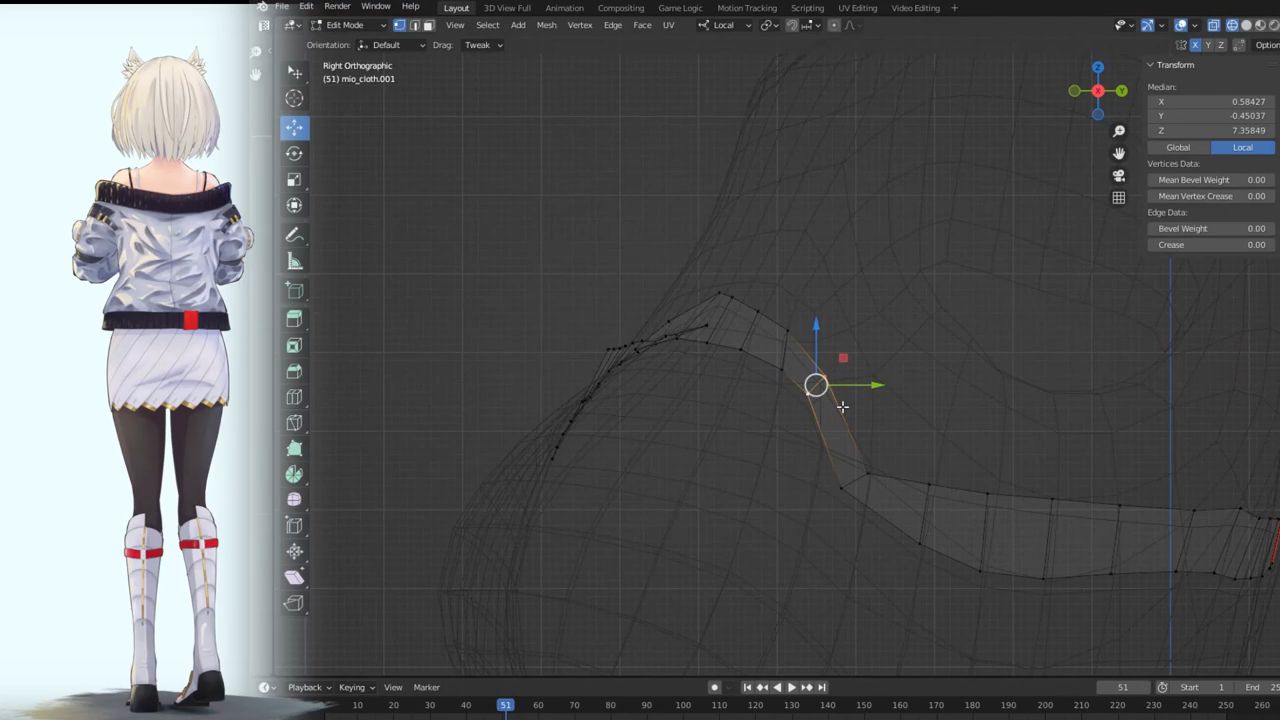 File Edit Render Window Help Layout 3D View Full Animation Compositing Game Logic Scripting UV Editing Video Editing +
Edit Mode View Select Add Mesh Vertex Edge Face UV Local
Orientation: Default Drag: Tweak X Y Z Option
Right Orthographic
(51) mio_cloth.001
Z
X Y
Transform
Median:
X 0.58427
Y -0.45037
Z 7.35849
Global Local
Vertices Data:
Mean Bevel Weight 0.00
Mean Vertex Crease 0.00
Edge Data:
Bevel Weight 0.00
Crease 0.00
Playback Keying View Marker 51 Start 1 End 25
10 20 30 40 51 60 70 80 90 100 110 120 130 140 150 160 170 180 190 200 210 220 230 240 250 260